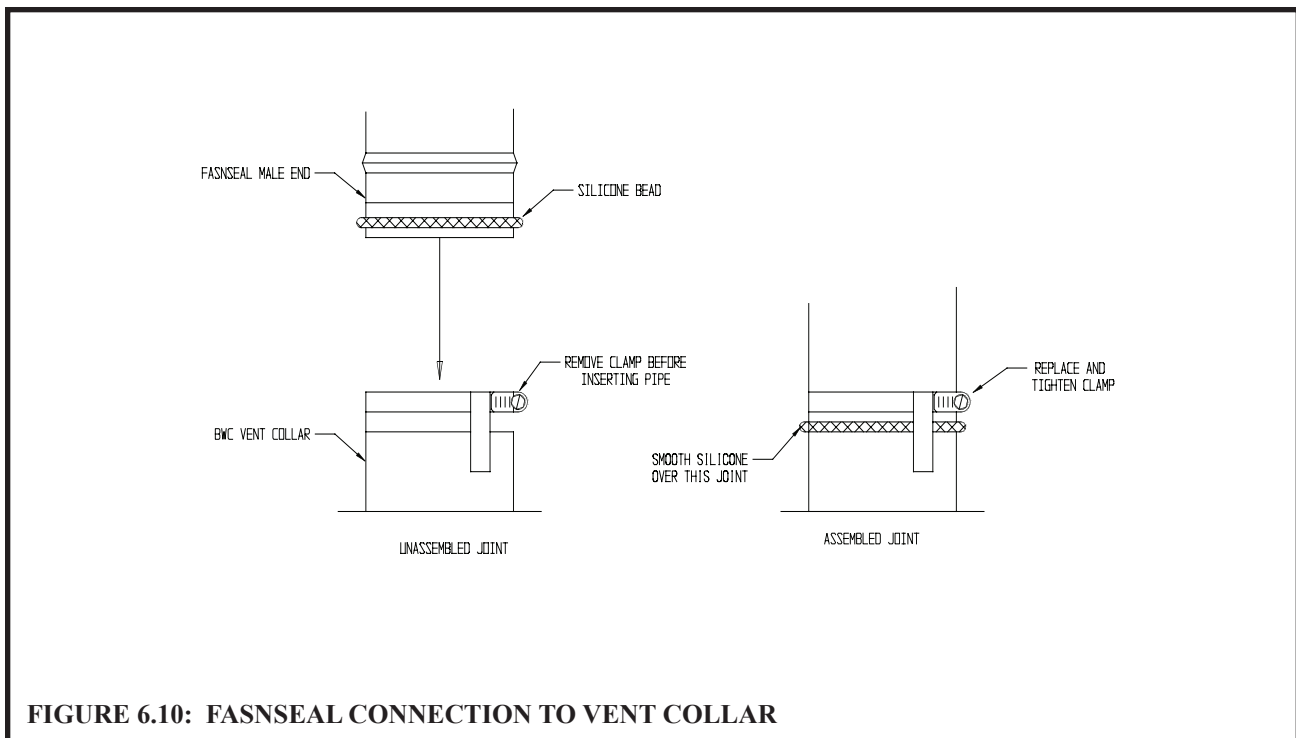 FASNSEAL MALE END
SILICONE BEAD
REMOVE CLAMP BEFORE
INSERTING PIPE
BWC VENT COLLAR
UNASSEMBLED JOINT
REPLACE AND
TIGHTEN CLAMP
SMOOTH SILICONE
OVER THIS JOINT
ASSEMBLED JOINT
FIGURE 6.10: FASNSEAL CONNECTION TO VENT COLLAR